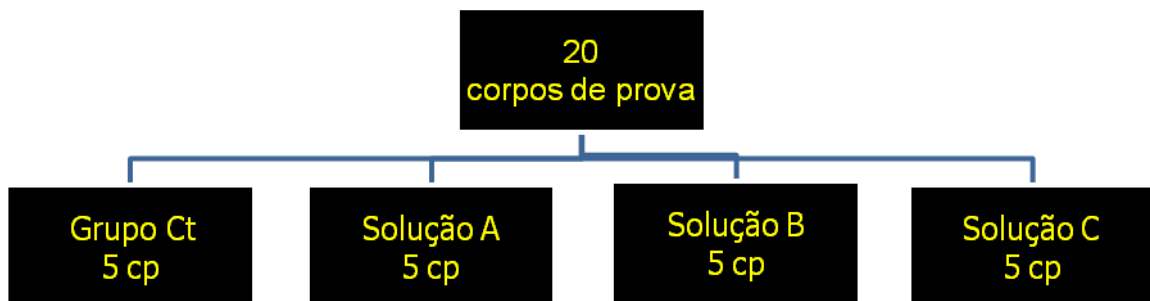 20
corpos de prova
Grupo Ct
5 cp
Solução A
5 cp
Solução B
5 cp
Solução C
5 cp